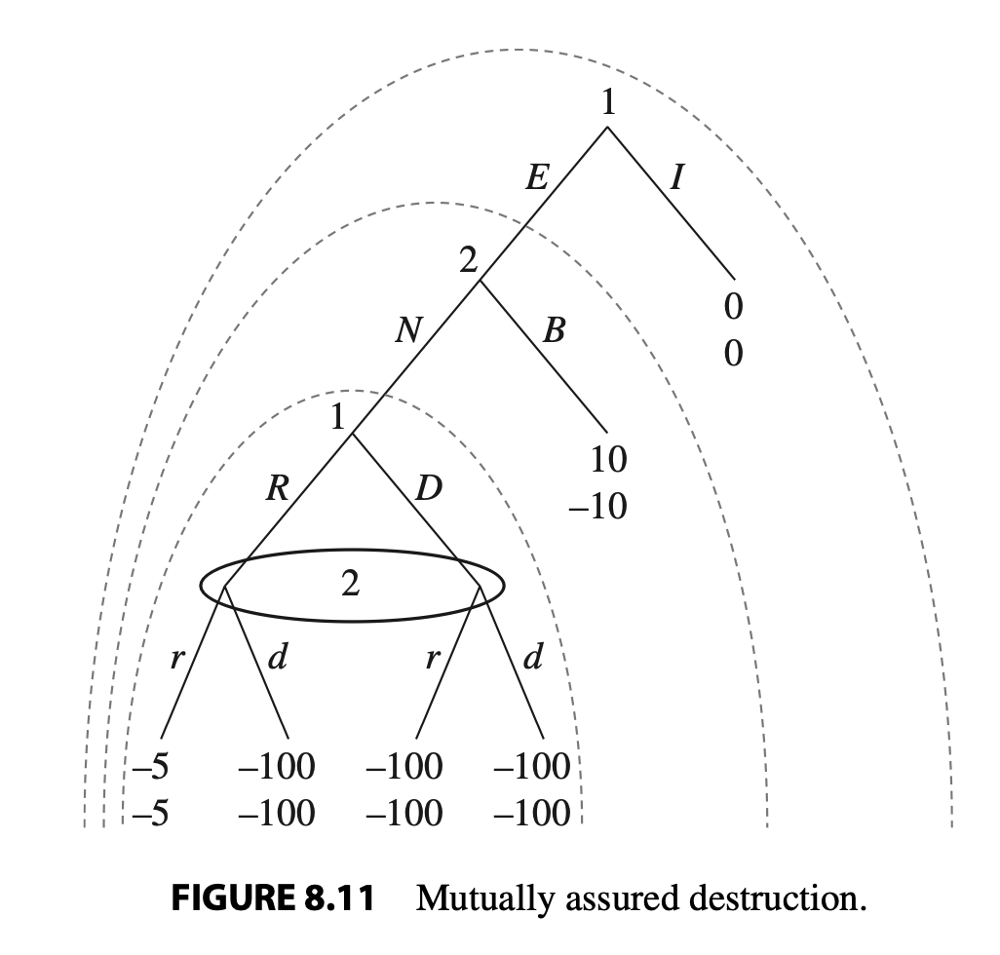 1
E I
2
0
0
N B
1
10
–10
R D
2
r d r d
–5 –100 –100 –100
–5 –100 –100 –100
FIGURE 8.11 Mutually assured destruction.